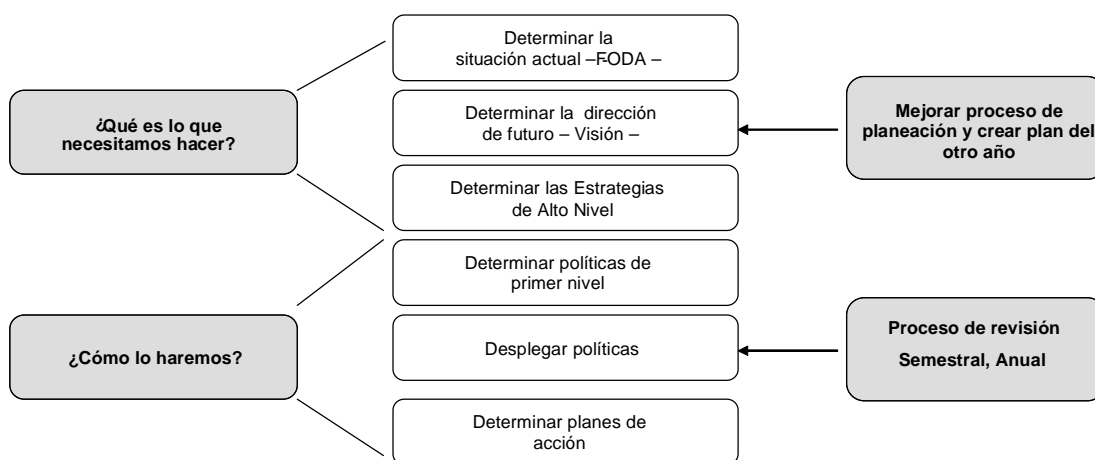 Determinar la
situación actual –FODA –
¿Qué es lo que
necesitamos hacer?
Determinar la dirección
de futuro – Visión –
Mejorar proceso de
planeación y crear plan del
otro año
Determinar las Estrategias
de Alto Nivel
Determinar políticas de
primer nivel
¿Cómo lo haremos?
Desplegar políticas
Proceso de revisión
Semestral, Anual
Determinar planes de
acción